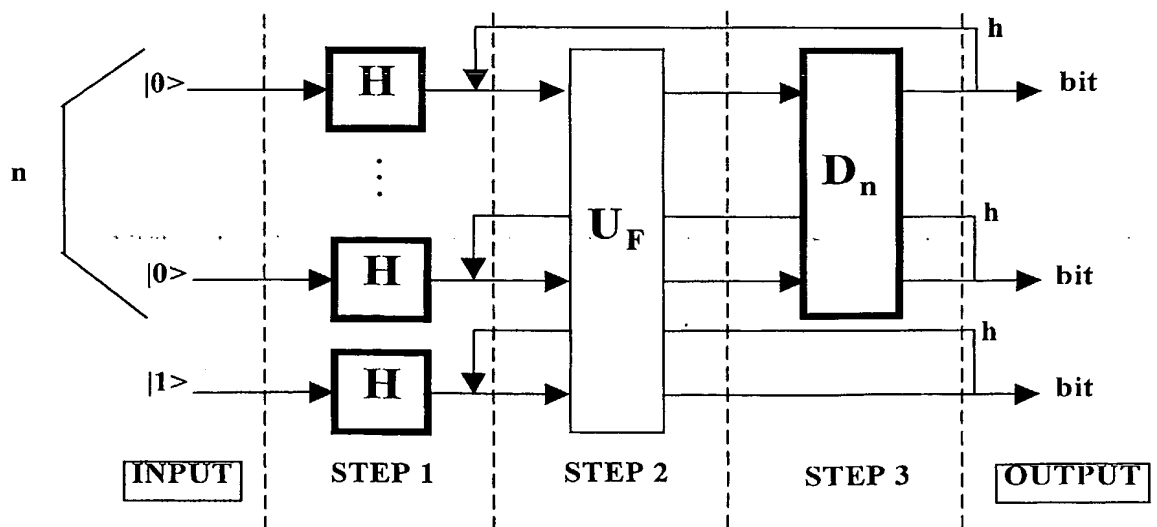 h
|0>
H
bit
n
D_n
U_F
h
|0>
H
bit
h
|1>
H
bit
INPUT
STEP 1
STEP 2
STEP 3
OUTPUT